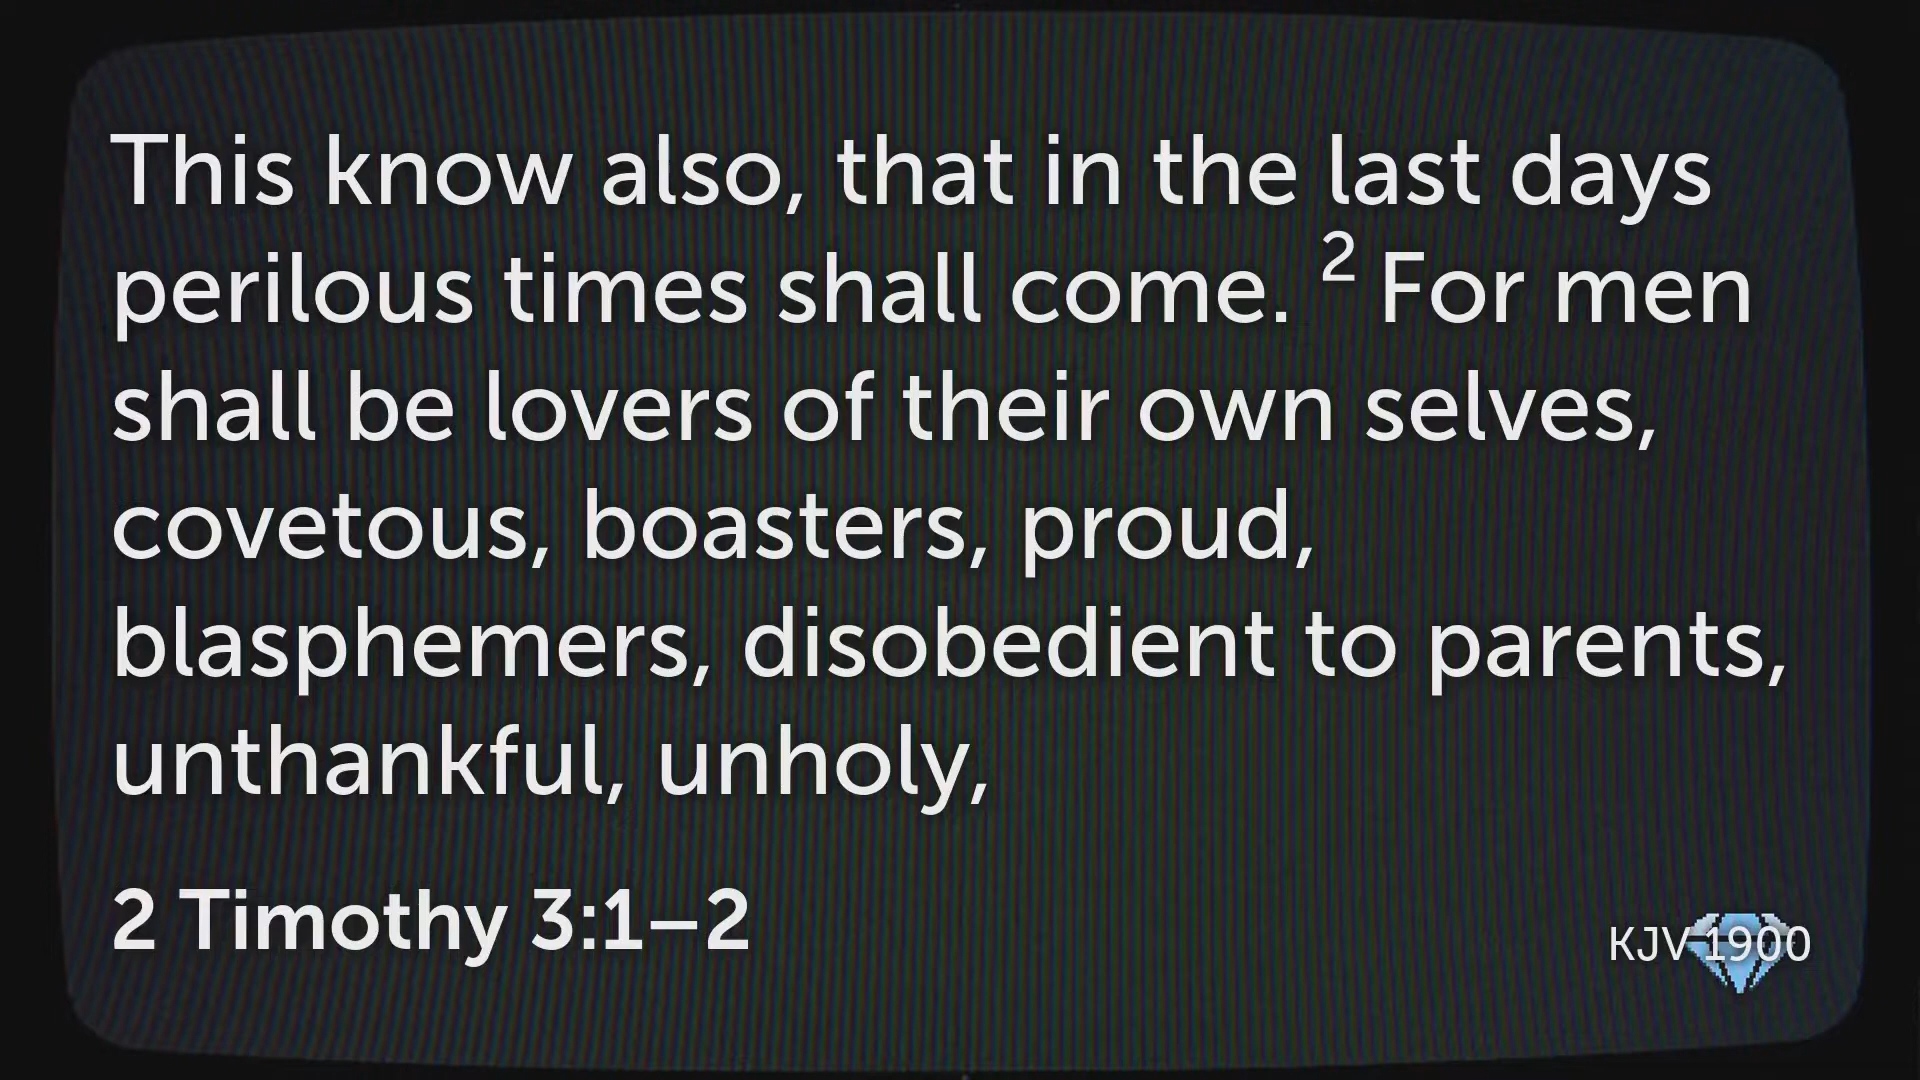 This know also, that in the last days
perilous times shall come. ² For men
shall be lovers of their own selves,
covetous, boasters, proud,
blasphemers, disobedient to parents,
unthankful, unholy,
2 Timothy 3:1–2
KJV 1900